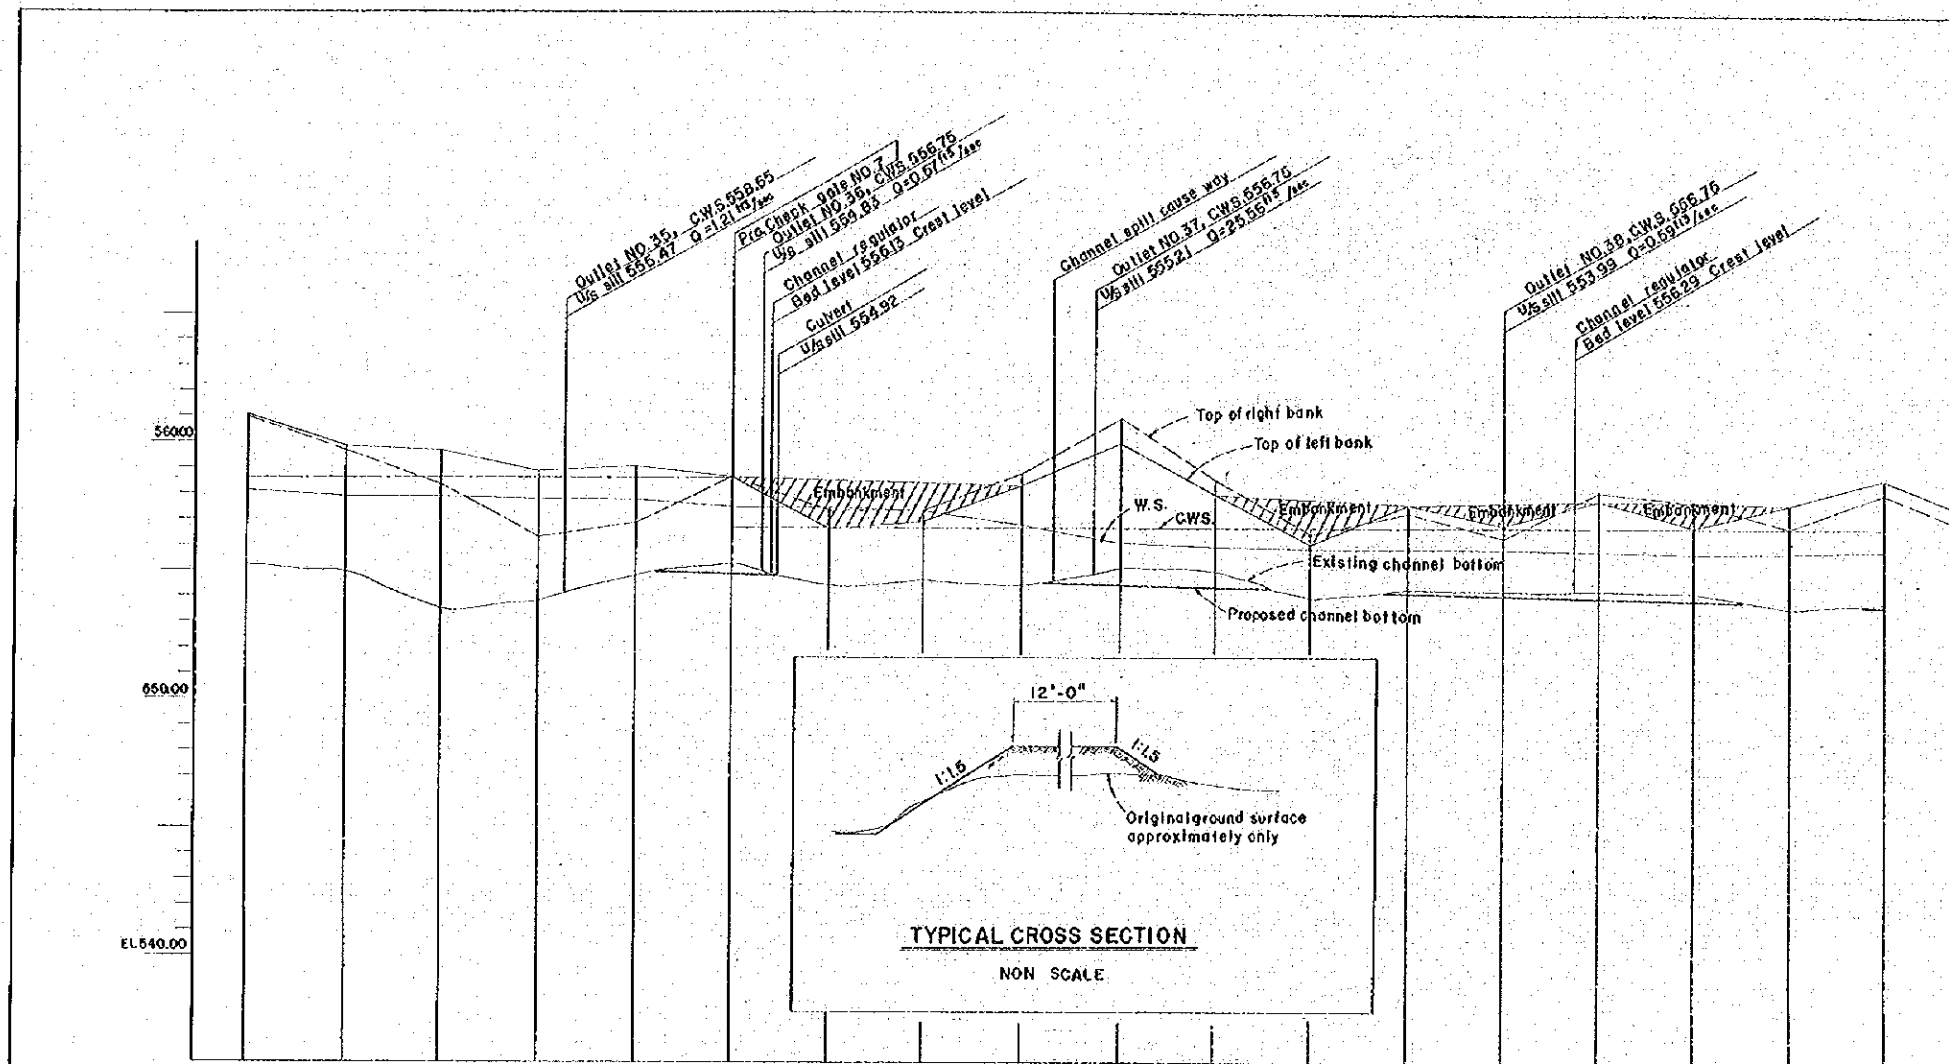 Outlet NO.35, C.W.S.558.65
U/S sill 555.47 Q=1.21 ft3/sec
Pro. Check gate NO.7
Outlet NO.36, C.W.S.556.75
U/S sill 554.83 Q=0.67 ft3/sec
Channel regulator
Bed level 556.13 Crest level
Culvert
U/S sill 554.92
Channel spill cause way
Outlet NO.37, C.W.S.556.75
U/S sill 555.21 Q=25.56 ft3/sec
Outlet NO.38, C.W.S.556.76
U/S sill 553.99 Q=0.59 ft3/sec
Channel regulator
Bed level 556.29 Crest level
560.00
Top of right bank
Top of left bank
Embankment
W.S.
C.W.S.
Embankment
Embankment
Embankment
Existing channel bottom
Proposed channel bottom
550.00
12'-0"
1:1.5
1:1.5
Original ground surface
approximately only
EL.540.00
TYPICAL CROSS SECTION
NON SCALE